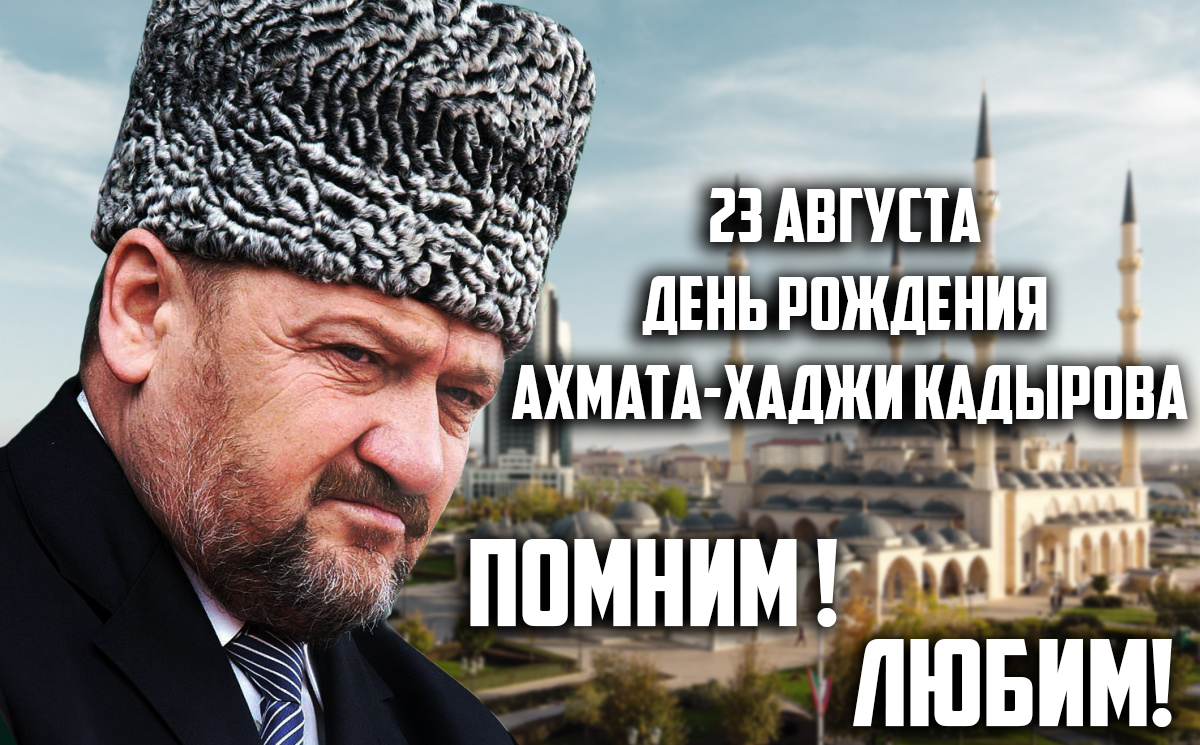 23 АВГУСТА
ДЕНЬ РОЖДЕНИЯ
АХМАТА-ХАДЖИ КАДЫРОВА
ПОМНИМ !
ЛЮБИМ!